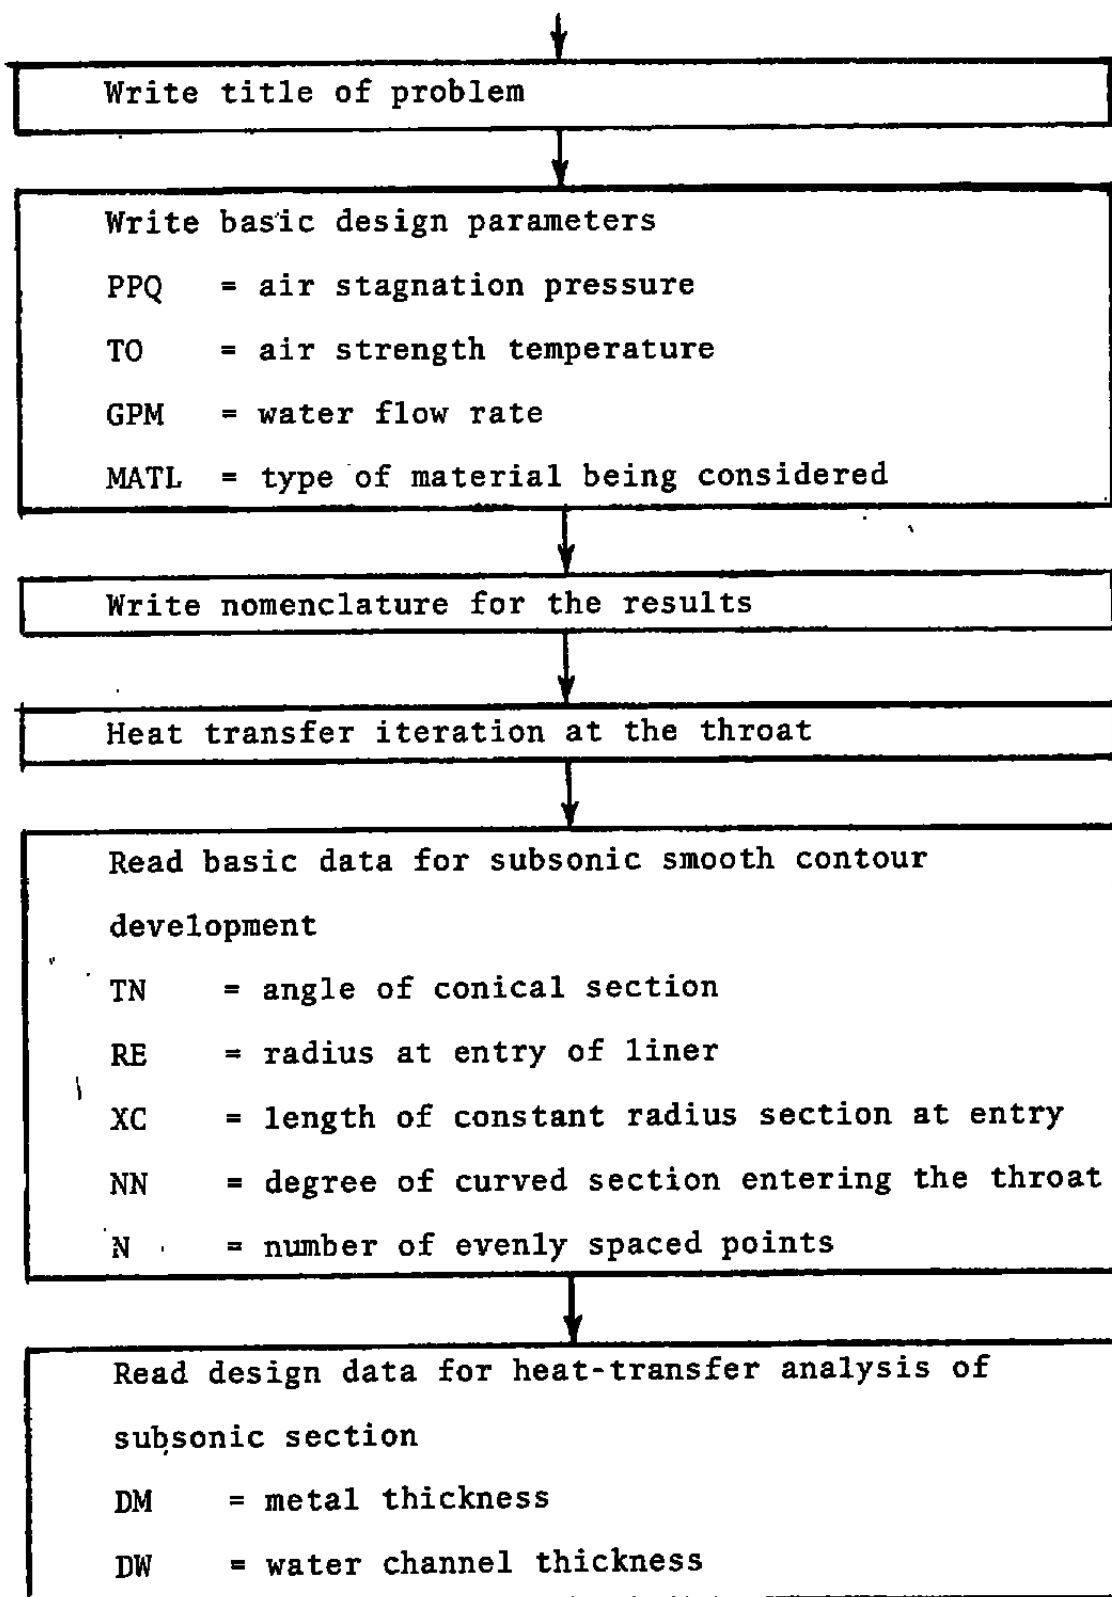 Write title of problem
Write basic design parameters
PPQ = air stagnation pressure
TO = air strength temperature
GPM = water flow rate
MATL = type of material being considered
Write nomenclature for the results
Heat transfer iteration at the throat
Read basic data for subsonic smooth contour
development
TN = angle of conical section
RE = radius at entry of liner
XC = length of constant radius section at entry
NN = degree of curved section entering the throat
N = number of evenly spaced points
Read design data for heat-transfer analysis of
subsonic section
DM = metal thickness
DW = water channel thickness